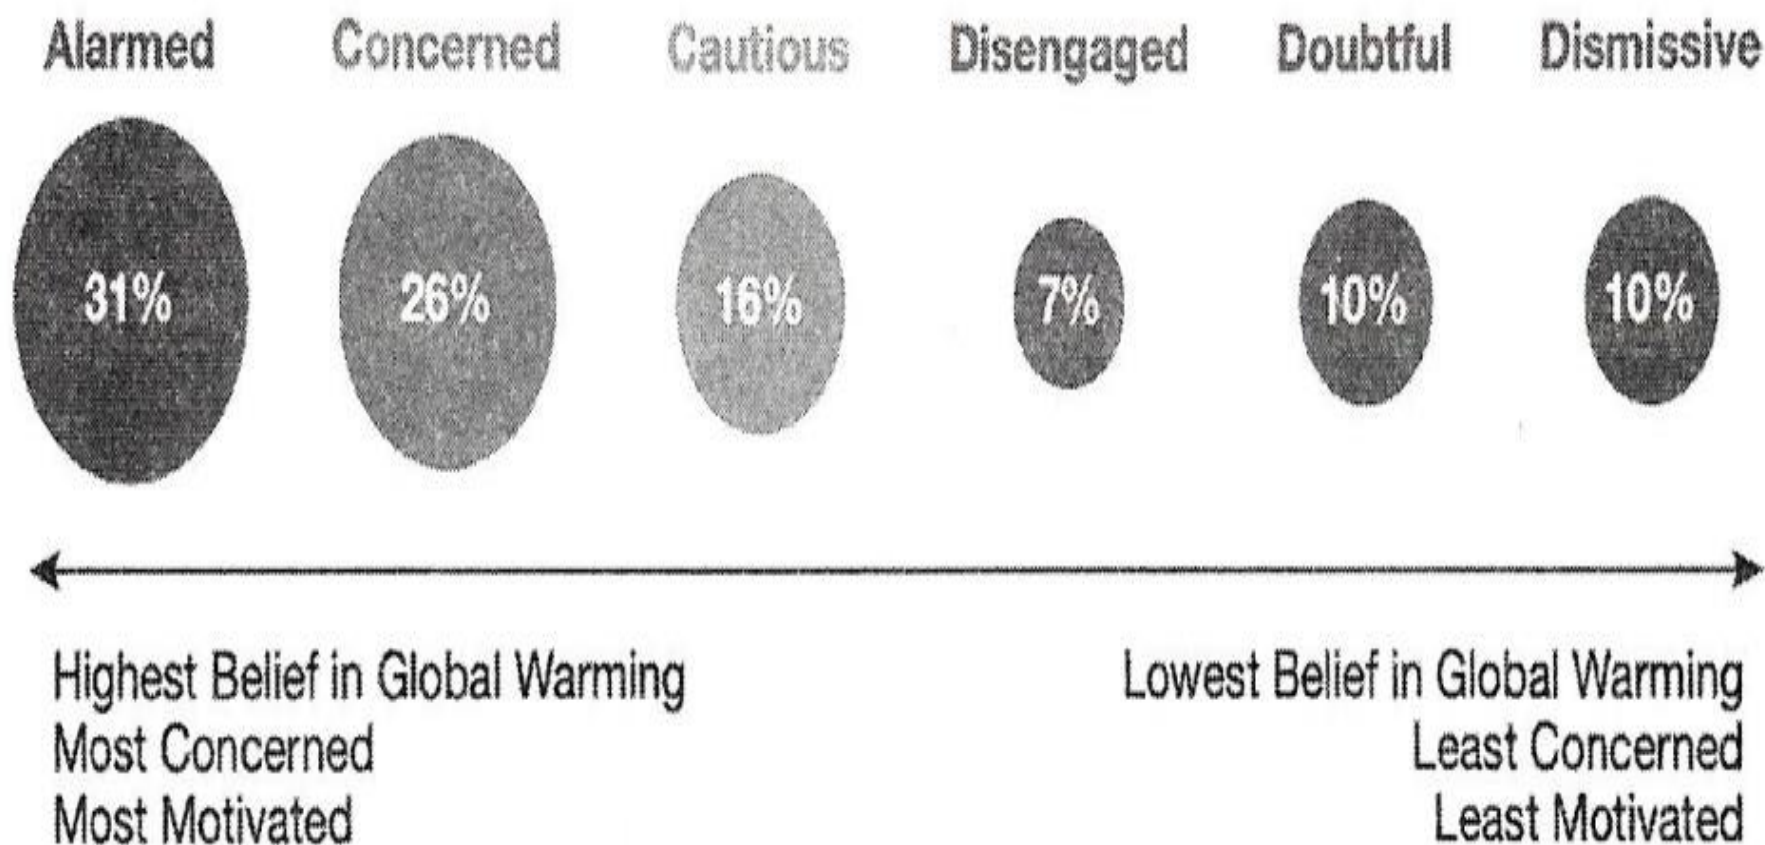 Alarmed Concerned Cautious Disengaged Doubtful Dismissive
31% 26% 16% 7% 10% 10%
Highest Belief in Global Warming
Most Concerned
Most Motivated
Lowest Belief in Global Warming
Least Concerned
Least Motivated